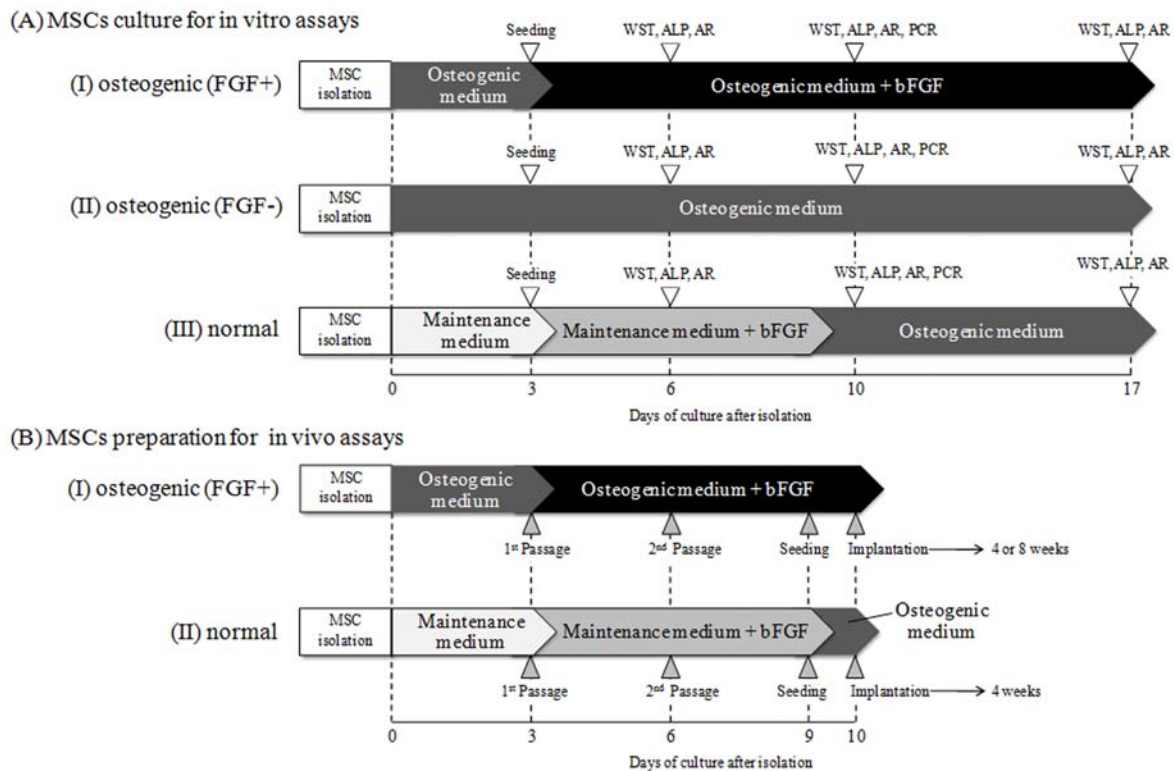 (A) MSCs culture for in vitro assays
Seeding WST, ALP, AR WST, ALP, AR, PCR WST, ALP, AR
(I) osteogenic (FGF+)
MSC
isolation
Osteogenic
medium
Osteogenic medium + bFGF
Seeding WST, ALP, AR WST, ALP, AR, PCR WST, ALP, AR
(II) osteogenic (FGF-)
MSC
isolation
Osteogenic medium
Seeding WST, ALP, AR WST, ALP, AR, PCR WST, ALP, AR
(III) normal
MSC
isolation
Maintenance
medium
Maintenance medium + bFGF
Osteogenic medium
0 3 6 10 17
Days of culture after isolation
(B) MSCs preparation for in vivo assays
(I) osteogenic (FGF+)
MSC
isolation
Osteogenic
medium
Osteogenic medium + bFGF
1st Passage 2nd Passage Seeding Implantation 4 or 8 weeks
(II) normal
MSC
isolation
Maintenance
medium
Maintenance medium + bFGF
Osteogenic
medium
1st Passage 2nd Passage Seeding Implantation 4 weeks
0 3 6 9 10
Days of culture after isolation